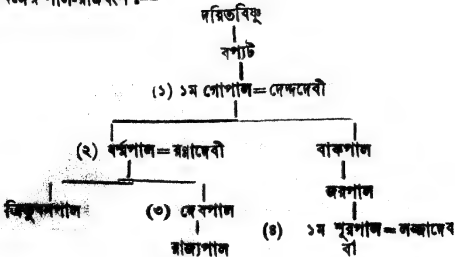 দয়িতবিষ্ণু
বপ্যট
(১) ১ম গোপাল = দেদ্দদেবী
(২) ধর্ম্মপাল = রন্নাদেবী বাকপাল
ত্রিভুবনপাল (৩) দেবপাল জয়পাল
রাজ্যপাল (৪) ১ম শূরপাল = লজ্জাদেবী